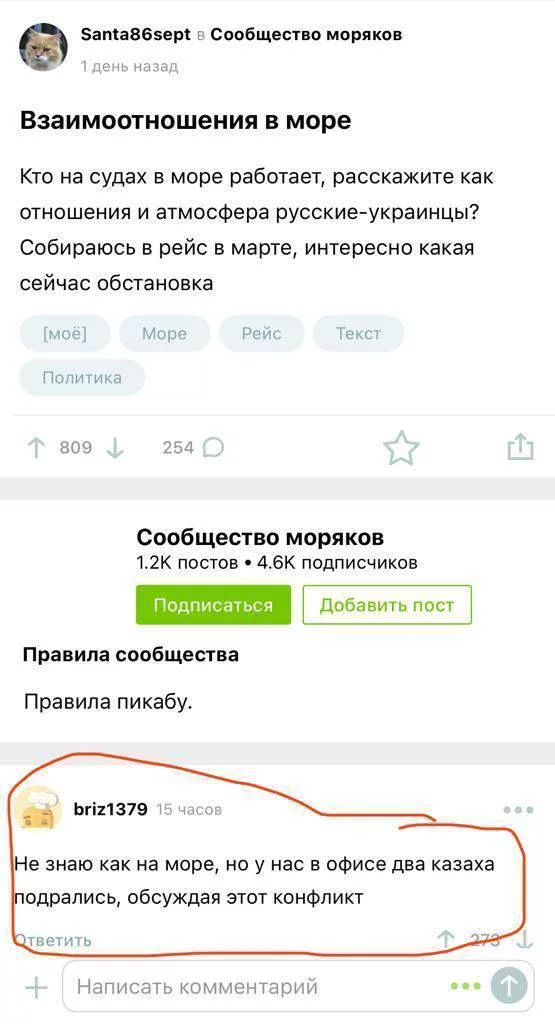 Santa86sept в Сообщество моряков
1 день назад
Взаимоотношения в море
Кто на судах в море работает, расскажите как
отношения и атмосфера русские-украинцы?
Собираюсь в рейс в марте, интересно какая
сейчас обстановка
[моё] Море Рейс Текст
Политика
809 254
Сообщество моряков
1.2K постов • 4.6K подписчиков
Подписаться Добавить пост
Правила сообщества
Правила пикабу.
briz1379 15 часов
Не знаю как на море, но у нас в офисе два казаха
подрались, обсуждая этот конфликт
Ответить 273
Написать комментарий